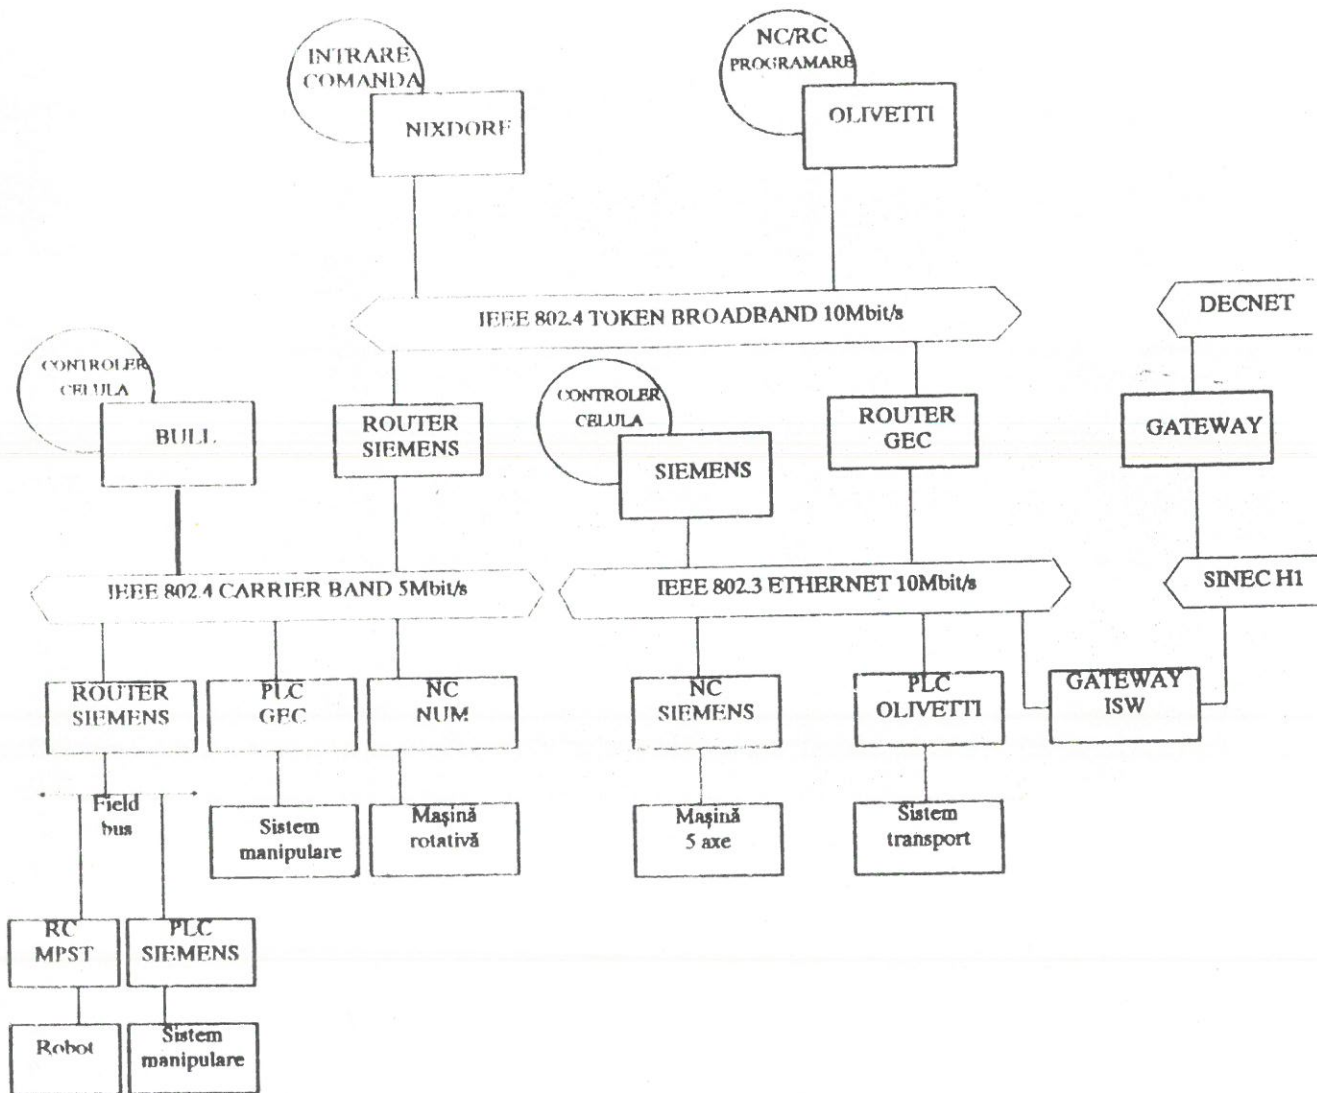 INTRARE
COMANDA
NIXDORF
NC/RC
PROGRAMARE
OLIVETTI
IEEE 802.4 TOKEN BROADBAND 10Mbit/s
DECNET
CONTROLER
CELULA
BULL
ROUTER
SIEMENS
CONTROLER
CELULA
SIEMENS
ROUTER
GEC
GATEWAY
IEEE 802.4 CARRIER BAND 5Mbit/s
IEEE 802.3 ETHERNET 10Mbit/s
SINEC H1
ROUTER
SIEMENS
PLC
GEC
NC
NUM
NC
SIEMENS
PLC
OLIVETTI
GATEWAY
ISW
Field
bus
Sistem
manipulare
Mașină
rotativă
Mașină
5 axe
Sistem
transport
RC
MPST
PLC
SIEMENS
Robot
Sistem
manipulare